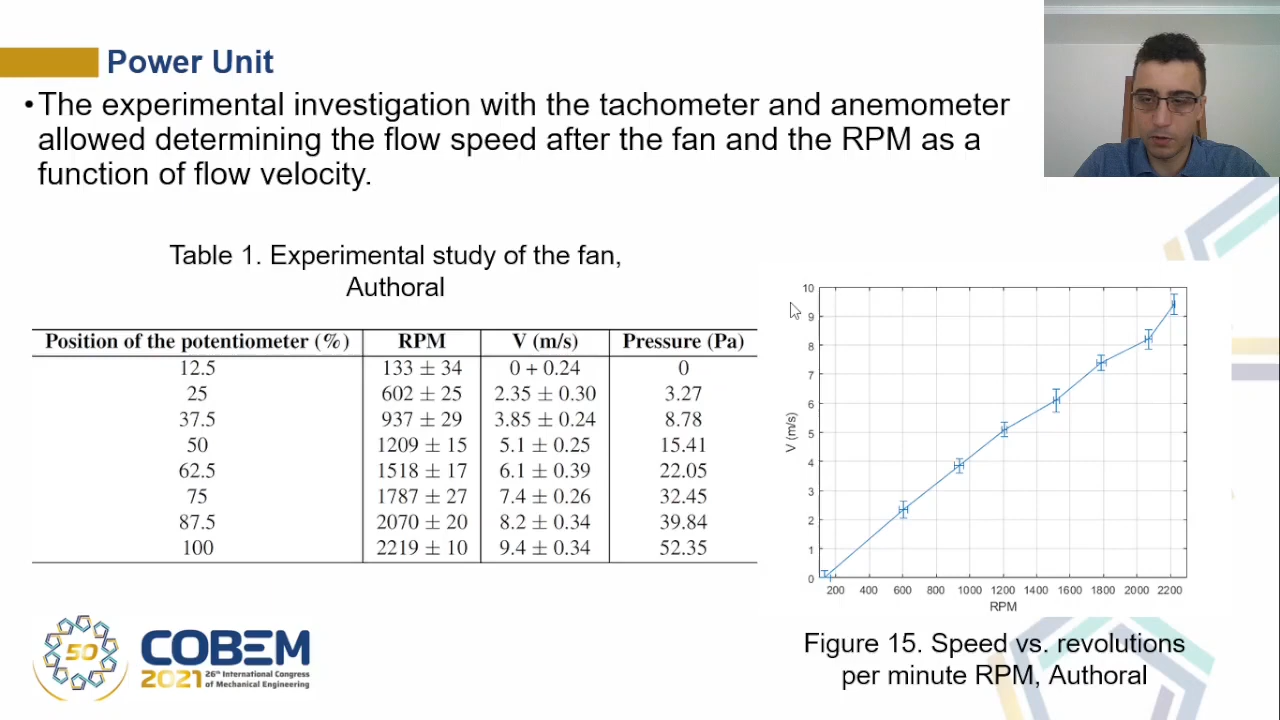 Power Unit
•The experimental investigation with the tachometer and anemometer
allowed determining the flow speed after the fan and the RPM as a
function of flow velocity.
Table 1. Experimental study of the fan,
Authoral
Position of the potentiometer (%) RPM V (m/s) Pressure (Pa)
12.5 133 ± 34 0 + 0.24 0
25 602 ± 25 2.35 ± 0.30 3.27
37.5 937 ± 29 3.85 ± 0.24 8.78
50 1209 ± 15 5.1 ± 0.25 15.41
62.5 1518 ± 17 6.1 ± 0.39 22.05
75 1787 ± 27 7.4 ± 0.26 32.45
87.5 2070 ± 20 8.2 ± 0.34 39.84
100 2219 ± 10 9.4 ± 0.34 52.35
10
9
8
7
6
5
4
3
2
1
0
V (m/s)
200 400 600 800 1000 1200 1400 1600 1800 2000 2200
RPM
Figure 15. Speed vs. revolutions
per minute RPM, Authoral
50
COBEM
2021 26th International Congress
of Mechanical Engineering